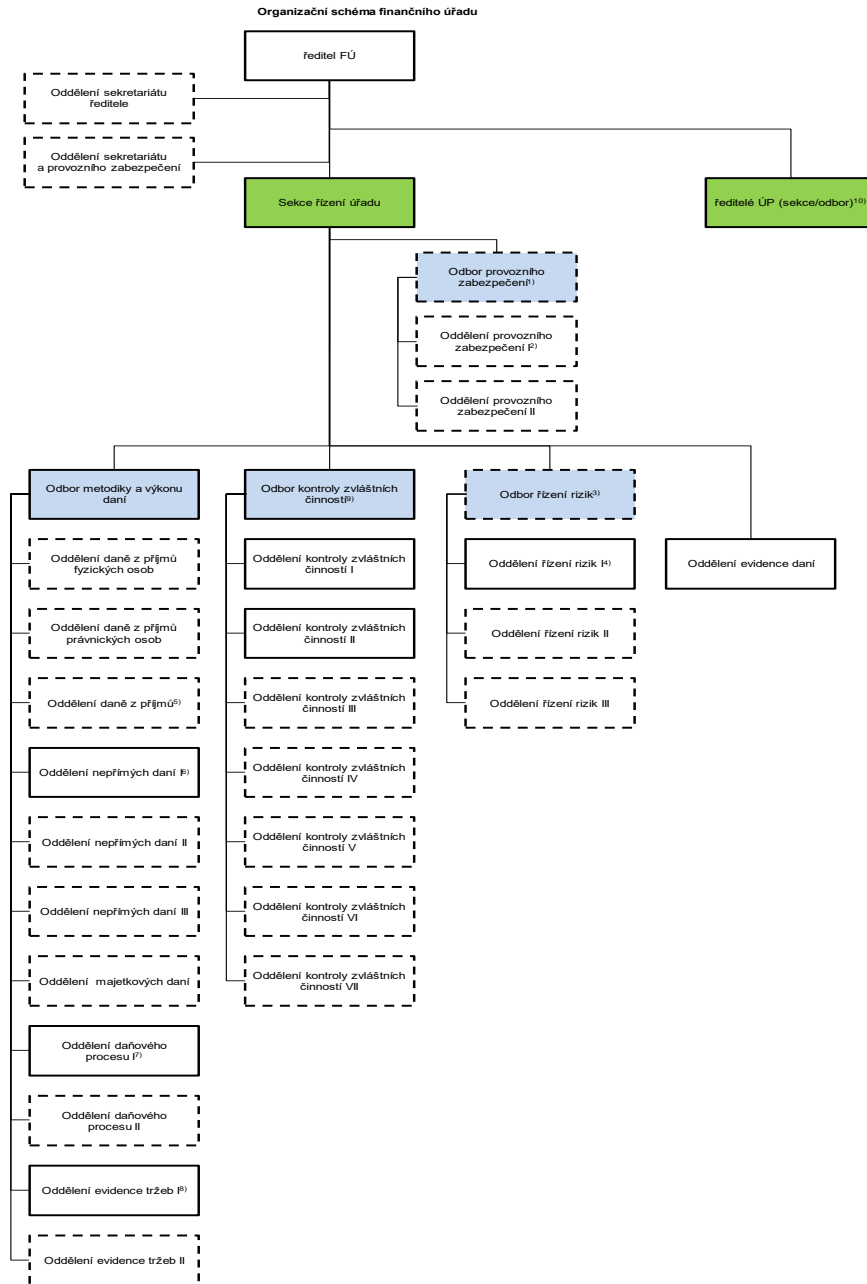 Organizační schéma finančního úřadu
ředitel FÚ
Oddělení sekretariátu
ředitele
Oddělení sekretariátu
a provozního zabezpečení
Sekce řízení úřadu
ředitelé ÚP (sekce/odbor)¹⁰⁾
Odbor provozního
zabezpečení¹⁾
Oddělení provozního
zabezpečení I²⁾
Oddělení provozního
zabezpečení II
Odbor metodiky a výkonu
daní
Oddělení daně z příjmů
fyzických osob
Oddělení daně z příjmů
právnických osob
Oddělení daně z příjmů⁵⁾
Oddělení nepřímých daní I⁶⁾
Oddělení nepřímých daní II
Oddělení nepřímých daní III
Oddělení  majetkových daní
Oddělení daňového
procesu I⁷⁾
Oddělení daňového
procesu II
Oddělení evidence tržeb I⁸⁾
Oddělení evidence tržeb II
Odbor kontroly zvláštních
činností⁹⁾
Oddělení kontroly zvláštních
činností I
Oddělení kontroly zvláštních
činností II
Oddělení kontroly zvláštních
činností III
Oddělení kontroly zvláštních
činností IV
Oddělení kontroly zvláštních
činností V
Oddělení kontroly zvláštních
činností VI
Oddělení kontroly zvláštních
činností VII
Odbor řízení rizik³⁾
Oddělení řízení rizik I⁴⁾
Oddělení řízení rizik II
Oddělení řízení rizik III
Oddělení evidence daní